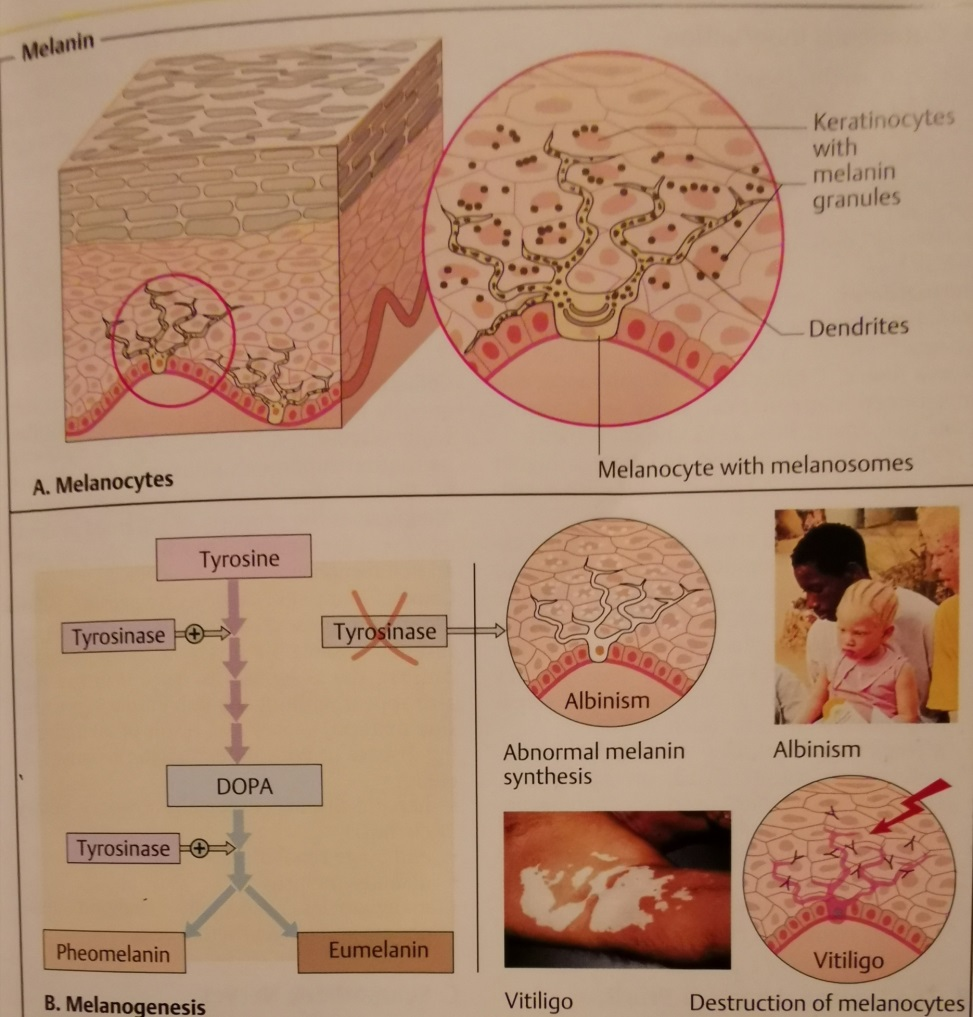 Melanin
Keratinocytes
with
melanin
granules
Dendrites
Melanocyte with melanosomes
A. Melanocytes
Tyrosine
Tyrosinase
+
Tyrosinase
Albinism
Abnormal melanin
synthesis
Albinism
DOPA
Tyrosinase
+
Pheomelanin
Eumelanin
Vitiligo
B. Melanogenesis
Vitiligo
Destruction of melanocytes